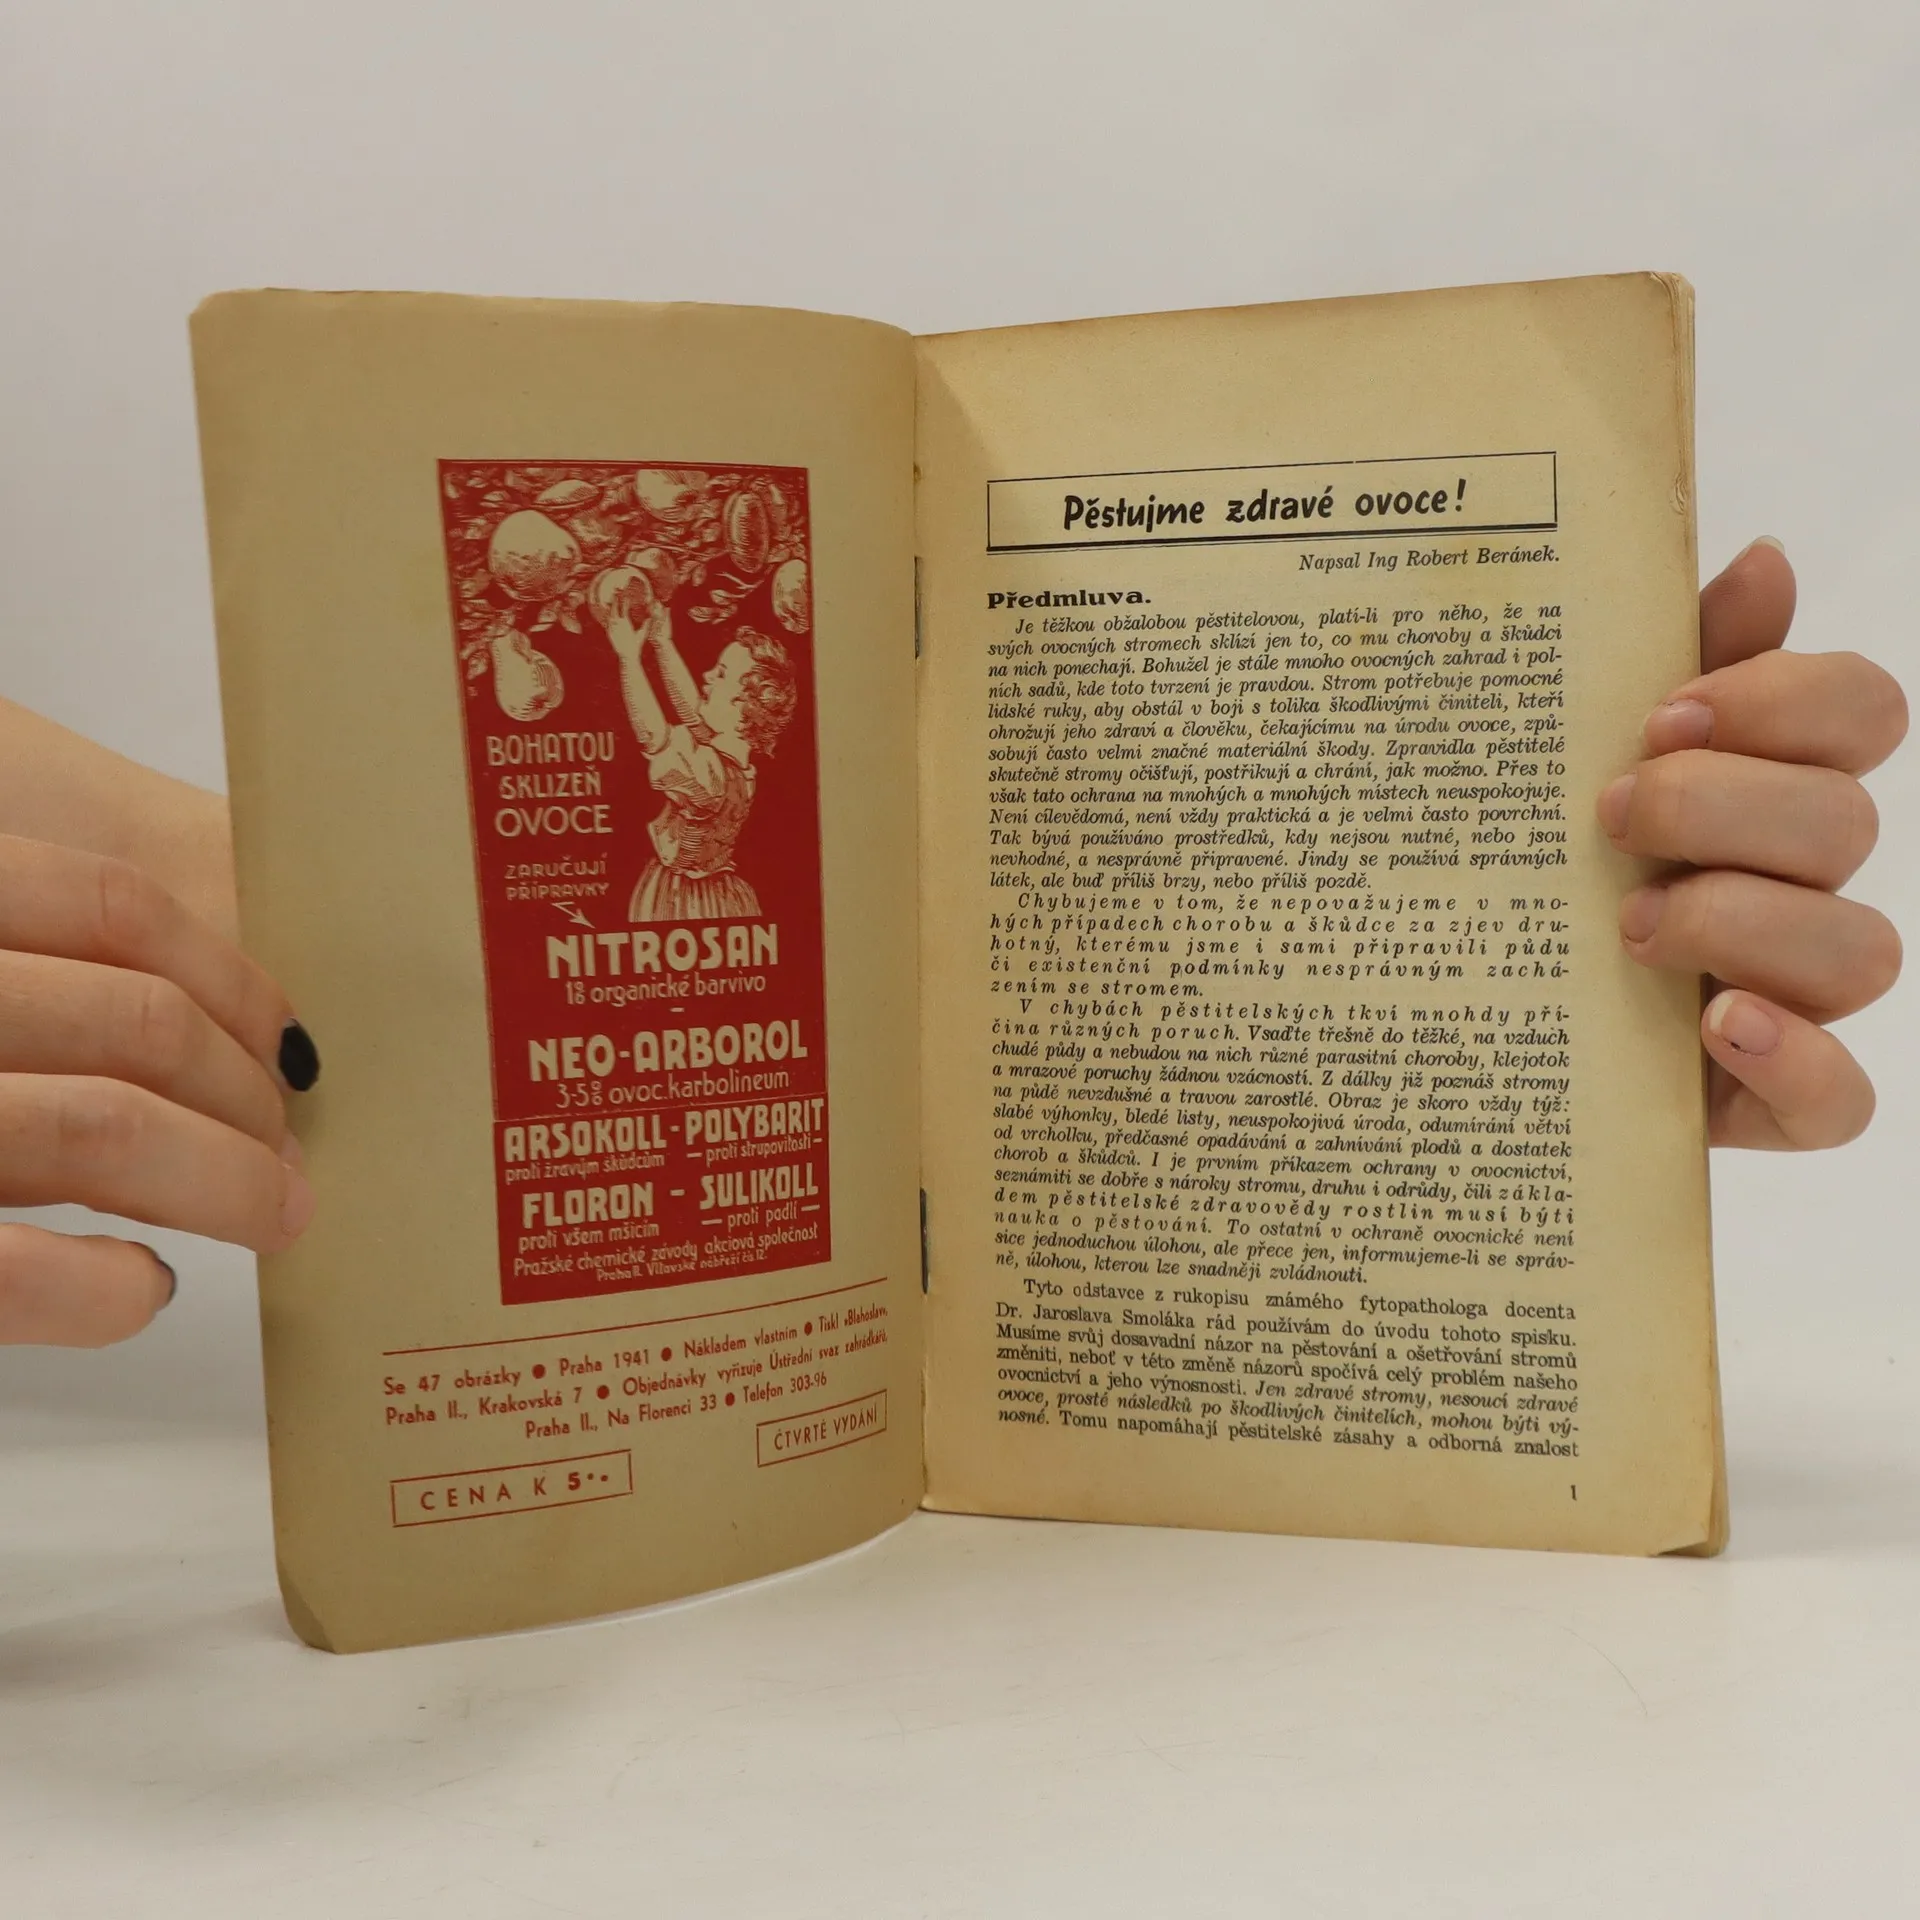 BOHATOU
SKLIZEŇ
OVOCE
ZARUČUJÍ
PŘÍPRAVKY
NITROSAN
1% organické barvivo
-
NEO-ARBOROL
3-5% ovoc. karbolineum
ARSOKOLL - POLYBARIT
proti žravým škůdcům — proti strupovitosti —
FLORON - SULIKOLL
proti všem mšicím — proti padlí —
Pražské chemické závody akciová společnost
Praha II. Vltavské nábřeží čís. 12.
Se 47 obrázky ● Praha 1941 ● Nákladem vlastním ● Tiskl »Blahoslav«,
Praha II., Krakovská 7 ● Objednávky vyřizuje Ústřední svaz zahrádkářů,
Praha II., Na Florenci 33 ● Telefon 303-96
CENA K 5·-
ČTVRTÉ VYDÁNÍ
Pěstujme zdravé ovoce!
Napsal Ing Robert Beránek.
Předmluva.
Je těžkou obžalobou pěstitelovou, platí-li pro něho, že na
svých ovocných stromech sklízí jen to, co mu choroby a škůdci
na nich ponechají. Bohužel je stále mnoho ovocných zahrad i pol-
ních sadů, kde toto tvrzení je pravdou. Strom potřebuje pomocné
lidské ruky, aby obstál v boji s tolika škodlivými činiteli, kteří
ohrožují jeho zdraví a člověku, čekajícímu na úrodu ovoce, způ-
sobují často velmi značné materiální škody. Zpravidla pěstitelé
skutečně stromy očišťují, postřikují a chrání, jak možno. Přes to
však tato ochrana na mnohých a mnohých místech neuspokojuje.
Není cílevědomá, není vždy praktická a je velmi často povrchní.
Tak bývá používáno prostředků, kdy nejsou nutné, nebo jsou
nevhodné, a nesprávně připravené. Jindy se používá správných
látek, ale buď příliš brzy, nebo příliš pozdě.
Chybujeme v tom, že nepovažujeme v mno-
hých případech chorobu a škůdce za zjev dru-
hotný, kterému jsme i sami připravili půdu
či existenční podmínky nesprávným zachá-
zením se stromem.
V chybách pěstitelských tkví mnohdy pří-
čina různých poruch. Vsaďte třešně do těžké, na vzduch
chudé půdy a nebudou na nich různé parasitní choroby, klejotok
a mrazové poruchy žádnou vzácností. Z dálky již poznáš stromy
na půdě nevzdušné a travou zarostlé. Obraz je skoro vždy týž:
slabé výhonky, bledé listy, neuspokojivá úroda, odumírání větví
od vrcholku, předčasné opadávání a zahnívání plodů a dostatek
chorob a škůdců. I je prvním příkazem ochrany v ovocnictví,
seznámiti se dobře s nároky stromu, druhu i odrůdy, čili zákla-
dem pěstitelské zdravovědy rostlin musí býti
nauka o pěstování. To ostatní v ochraně ovocnické není
sice jednoduchou úlohou, ale přece jen, informujeme-li se správ-
ně, úlohou, kterou lze snadněji zvládnouti.
Tyto odstavce z rukopisu známého fytopathologa docenta
Dr. Jaroslava Smoláka rád používám do úvodu tohoto spisku.
Musíme svůj dosavadní názor na pěstování a ošetřování stromů
změniti, neboť v této změně názorů spočívá celý problém našeho
ovocnictví a jeho výnosnosti. Jen zdravé stromy, nesoucí zdravé
ovoce, prosté následků po škodlivých činitelích, mohou býti vý-
nosné. Tomu napomáhají pěstitelské zásahy a odborná znalost
1